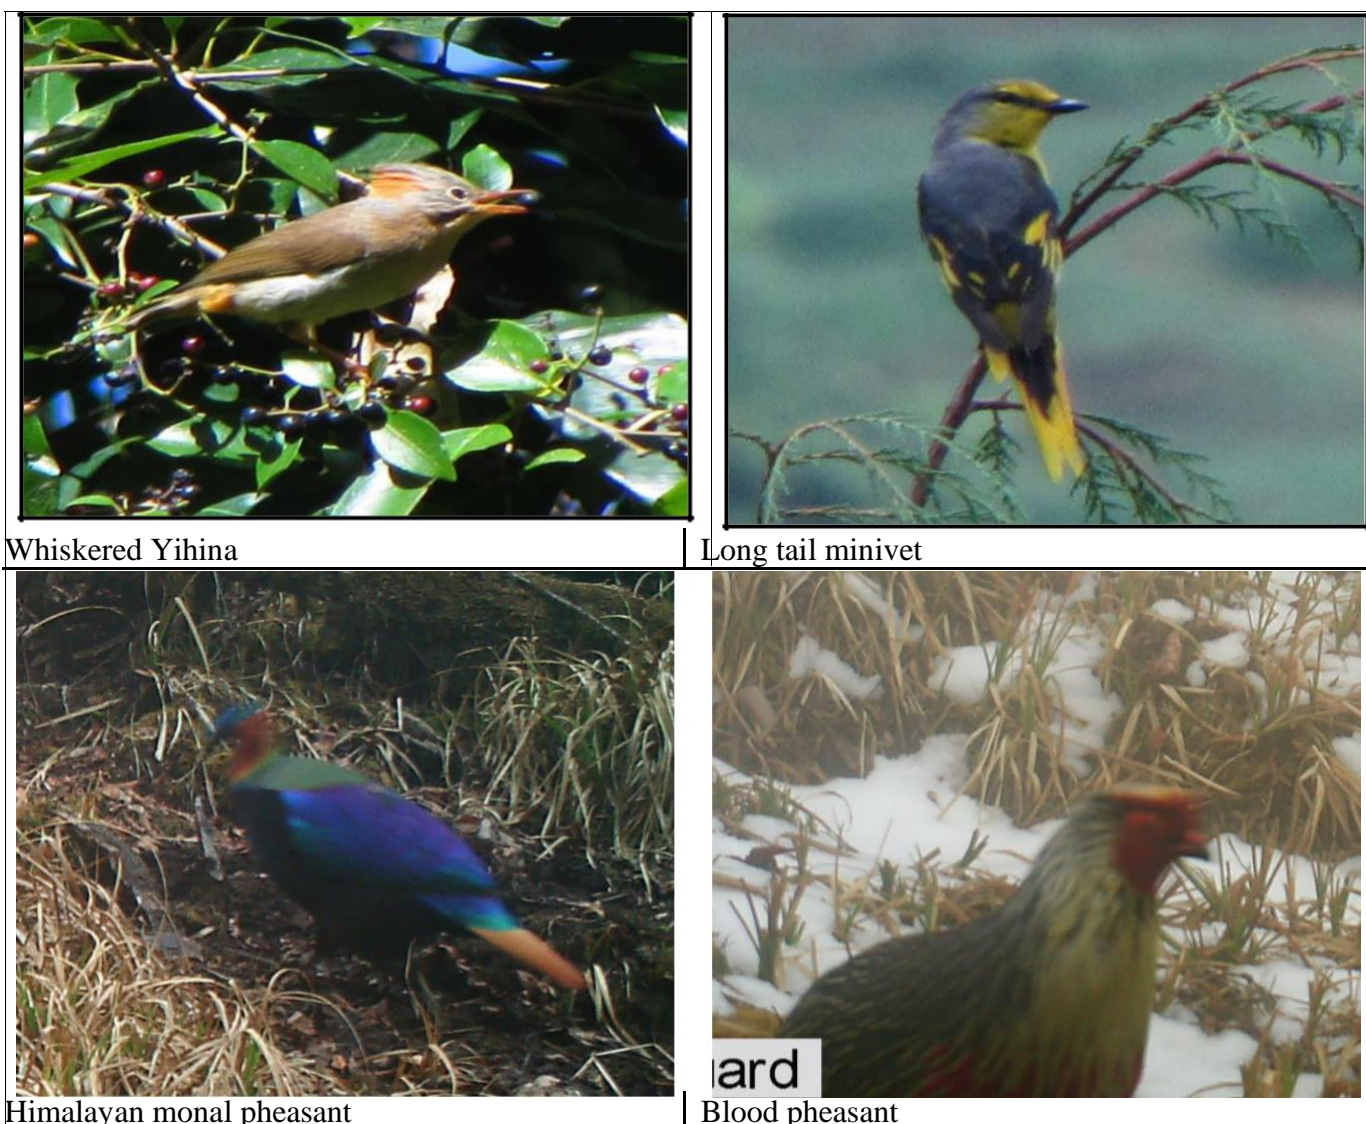 Whiskered Yihina
Long tail minivet
ard
Himalayan monal pheasant
Blood pheasant